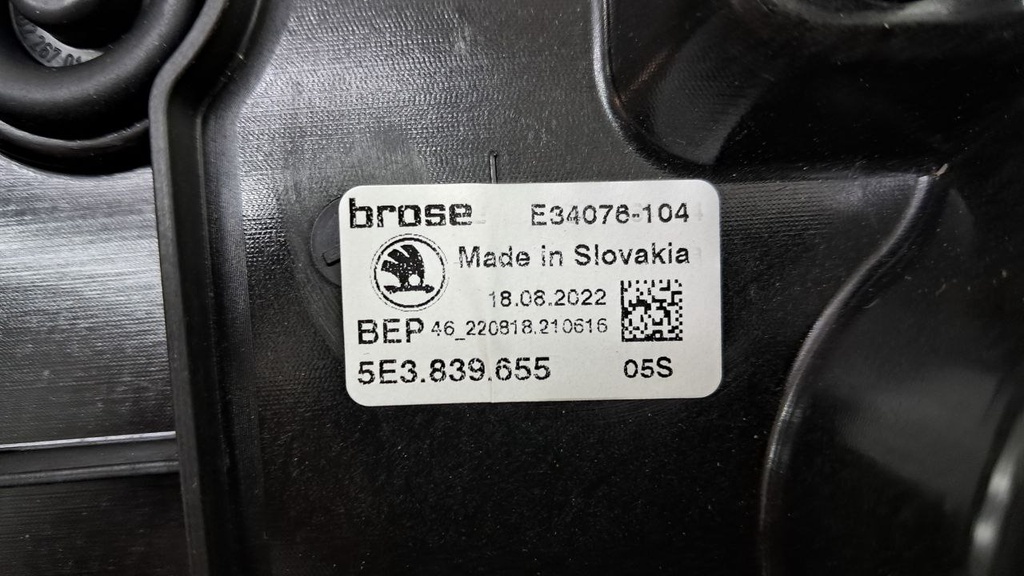 brose E34076-104
Made in Slovakia
18.08.2022
BEP 46_220818.210616
5E3.839.655 05S